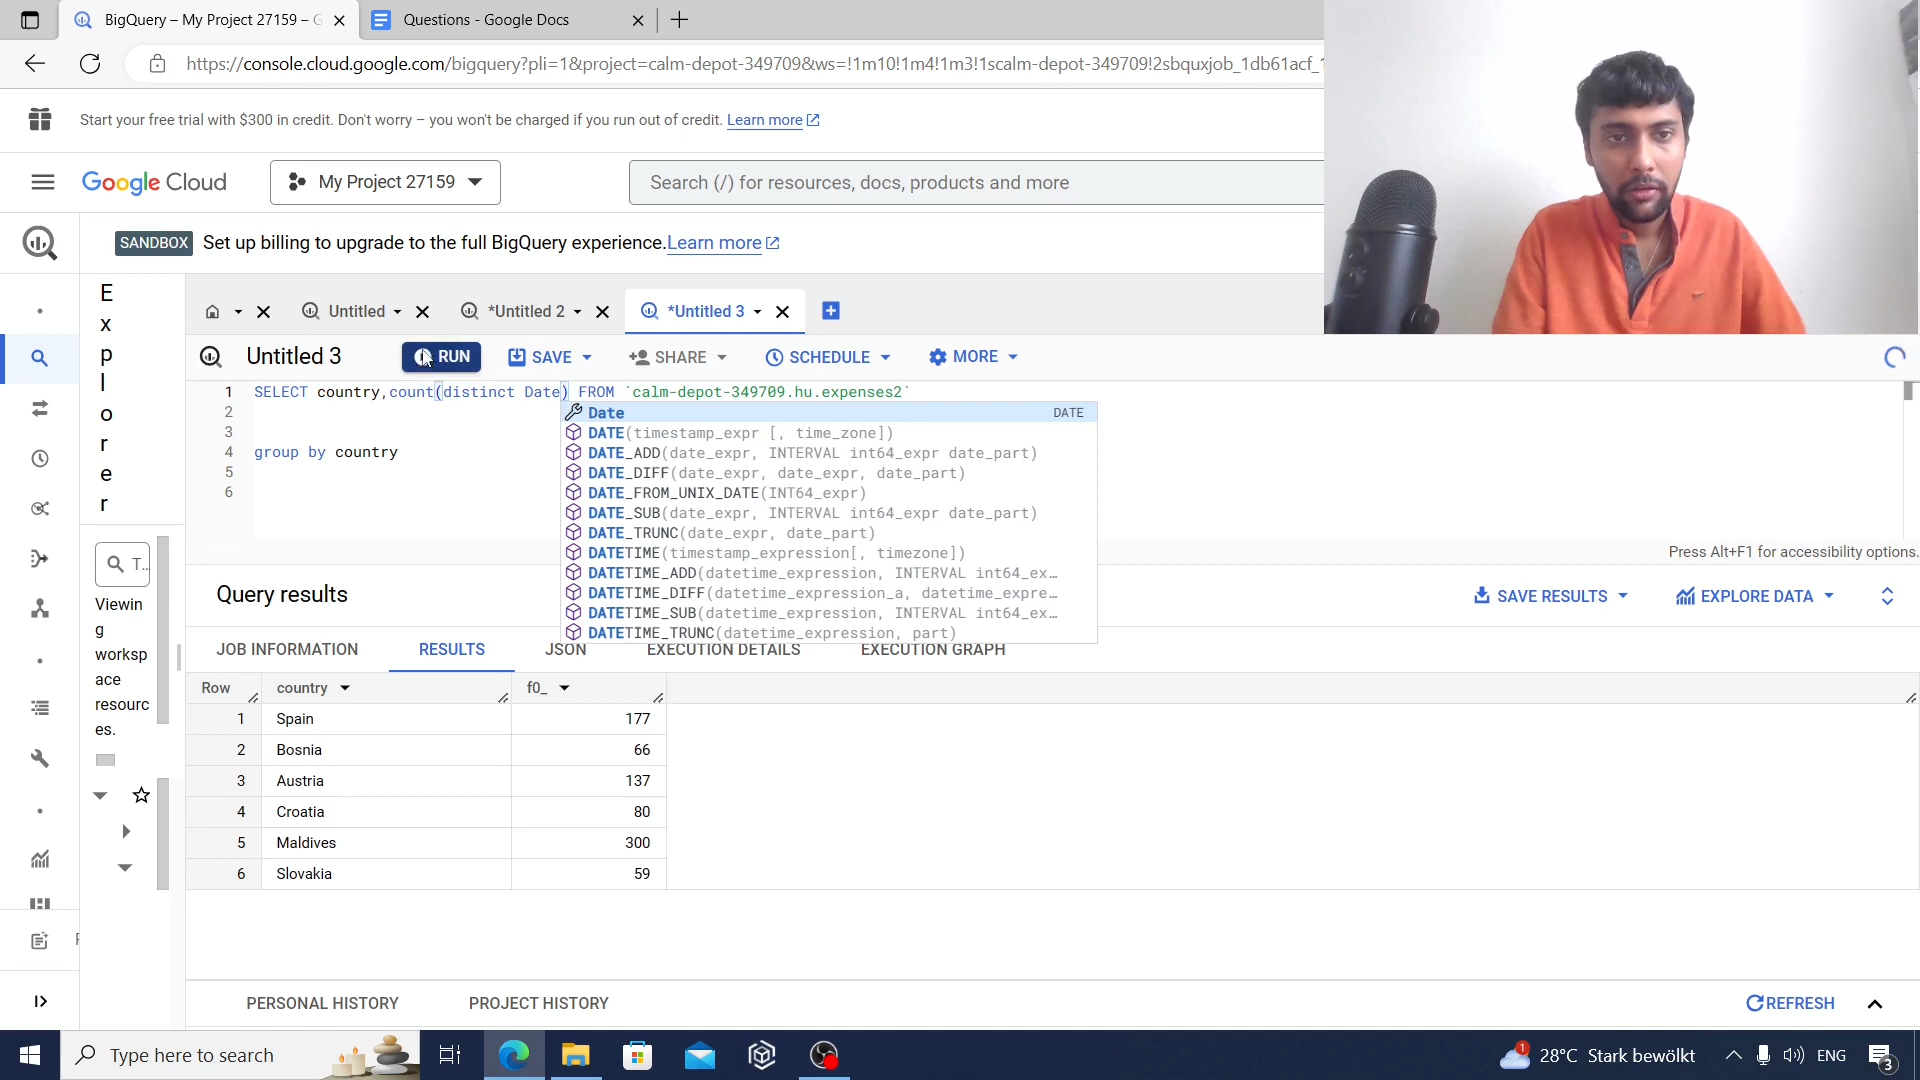 BigQuery – My Project 27159 – G
Questions - Google Docs
https://console.cloud.google.com/bigquery?pli=1&project=calm-depot-349709&ws=!1m10!1m4!1m3!1scalm-depot-349709!2sbquxjob_1db61acf_1
Start your free trial with $300 in credit. Don't worry – you won't be charged if you run out of credit. Learn more
Google Cloud
My Project 27159
Search (/) for resources, docs, products and more
SANDBOX Set up billing to upgrade to the full BigQuery experience. Learn more
Explorer
Untitled
*Untitled 2
*Untitled 3
Untitled 3
RUN
SAVE
SHARE
SCHEDULE
MORE
1 SELECT country,count(distinct Date) FROM `calm-depot-349709.hu.expenses2`
2
3
4 group by country
5
6
Date DATE
DATE(timestamp_expr [, time_zone])
DATE_ADD(date_expr, INTERVAL int64_expr date_part)
DATE_DIFF(date_expr, date_expr, date_part)
DATE_FROM_UNIX_DATE(INT64_expr)
DATE_SUB(date_expr, INTERVAL int64_expr date_part)
DATE_TRUNC(date_expr, date_part)
DATETIME(timestamp_expression[, timezone])
DATETIME_ADD(datetime_expression, INTERVAL int64_ex…
DATETIME_DIFF(datetime_expression_a, datetime_expre…
DATETIME_SUB(datetime_expression, INTERVAL int64_ex…
DATETIME_TRUNC(datetime_expression, part)
Press Alt+F1 for accessibility options.
T...
Viewin
g
worksp
ace
resourc
es.
Query results
SAVE RESULTS
EXPLORE DATA
JOB INFORMATION
RESULTS
JSON
EXECUTION DETAILS
EXECUTION GRAPH
Row country f0_
1 Spain 177
2 Bosnia 66
3 Austria 137
4 Croatia 80
5 Maldives 300
6 Slovakia 59
PERSONAL HISTORY
PROJECT HISTORY
REFRESH
Type here to search
1
28°C Stark bewölkt
ENG
3